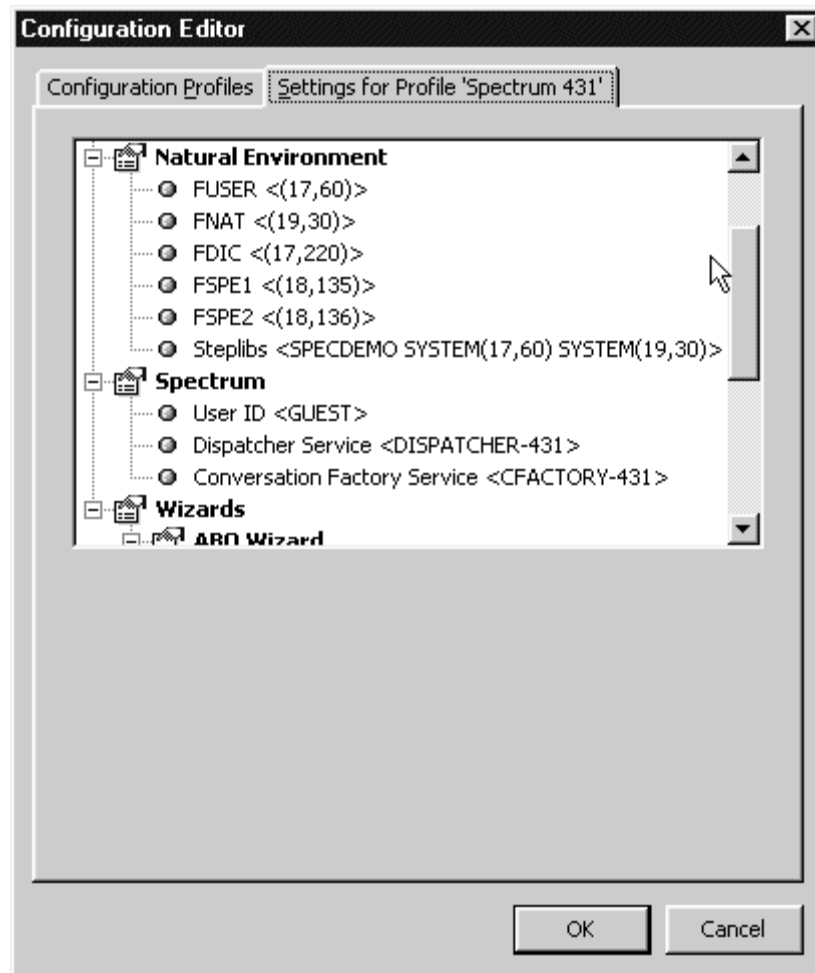 Configuration Editor
Configuration Profiles
Settings for Profile 'Spectrum 431'
Natural Environment
FUSER <(17,60)>
FNAT <(19,30)>
FDIC <(17,220)>
FSPE1 <(18,135)>
FSPE2 <(18,136)>
Steplibs <SPECDEMO SYSTEM(17,60) SYSTEM(19,30)>
Spectrum
User ID <GUEST>
Dispatcher Service <DISPATCHER-431>
Conversation Factory Service <CFACTORY-431>
Wizards
ABO Wizard
OK
Cancel